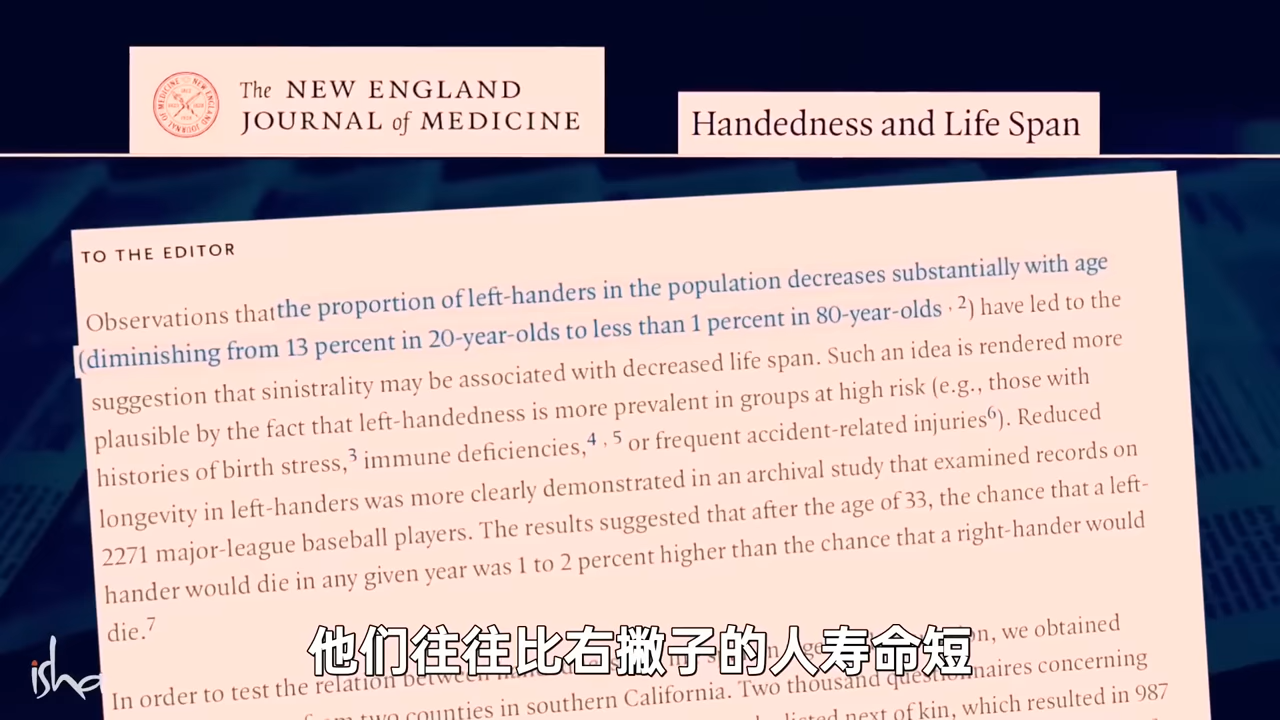 The NEW ENGLAND
JOURNAL of MEDICINE
Handedness and Life Span
TO THE EDITOR
Observations that the proportion of left-handers in the population decreases substantially with age
(diminishing from 13 percent in 20-year-olds to less than 1 percent in 80-year-olds , 2) have led to the
suggestion that sinistrality may be associated with decreased life span. Such an idea is rendered more
plausible by the fact that left-handedness is more prevalent in groups at high risk (e.g., those with
histories of birth stress,3 immune deficiencies,4 , 5 or frequent accident-related injuries6). Reduced
longevity in left-handers was more clearly demonstrated in an archival study that examined records on
2271 major-league baseball players. The results suggested that after the age of 33, the chance that a left-
hander would die in any given year was 1 to 2 percent higher than the chance that a right-hander would
die.7
In order to test the relation between we obtained
from two counties in southern California. Two thousand questionnaires concerning
listed next of kin, which resulted in 987
他们往往比右撇子的人寿命短
isha